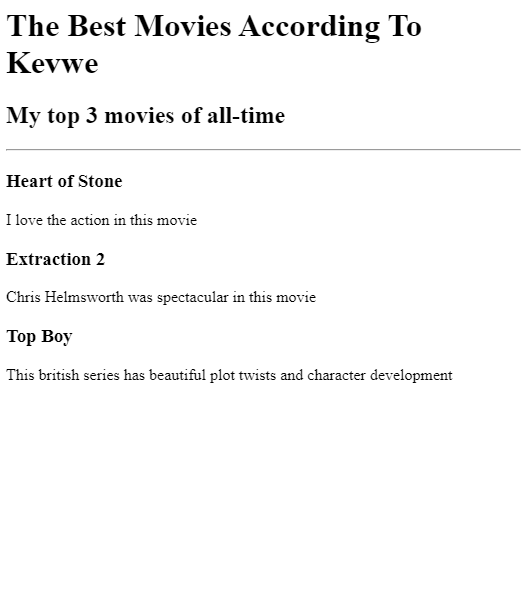 The Best Movies According To
Kevwe
My top 3 movies of all-time
Heart of Stone
I love the action in this movie
Extraction 2
Chris Helmsworth was spectacular in this movie
Top Boy
This british series has beautiful plot twists and character development